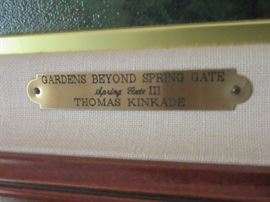 GARDENS BEYOND SPRING GATE
Spring Gate III
THOMAS KINKADE